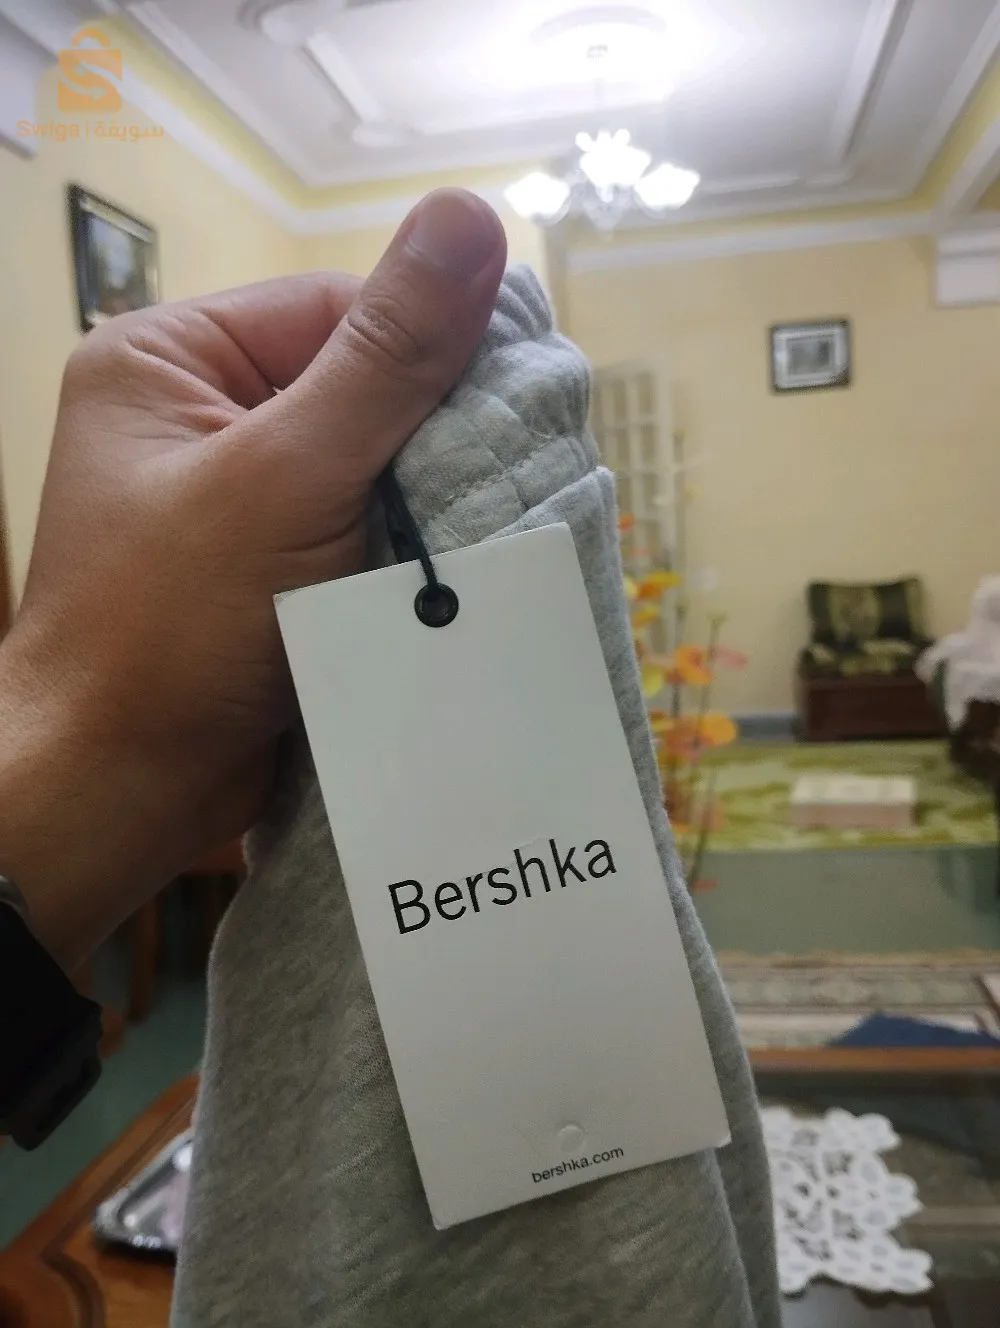 Swiga | سويقة
Bershka
bershka.com